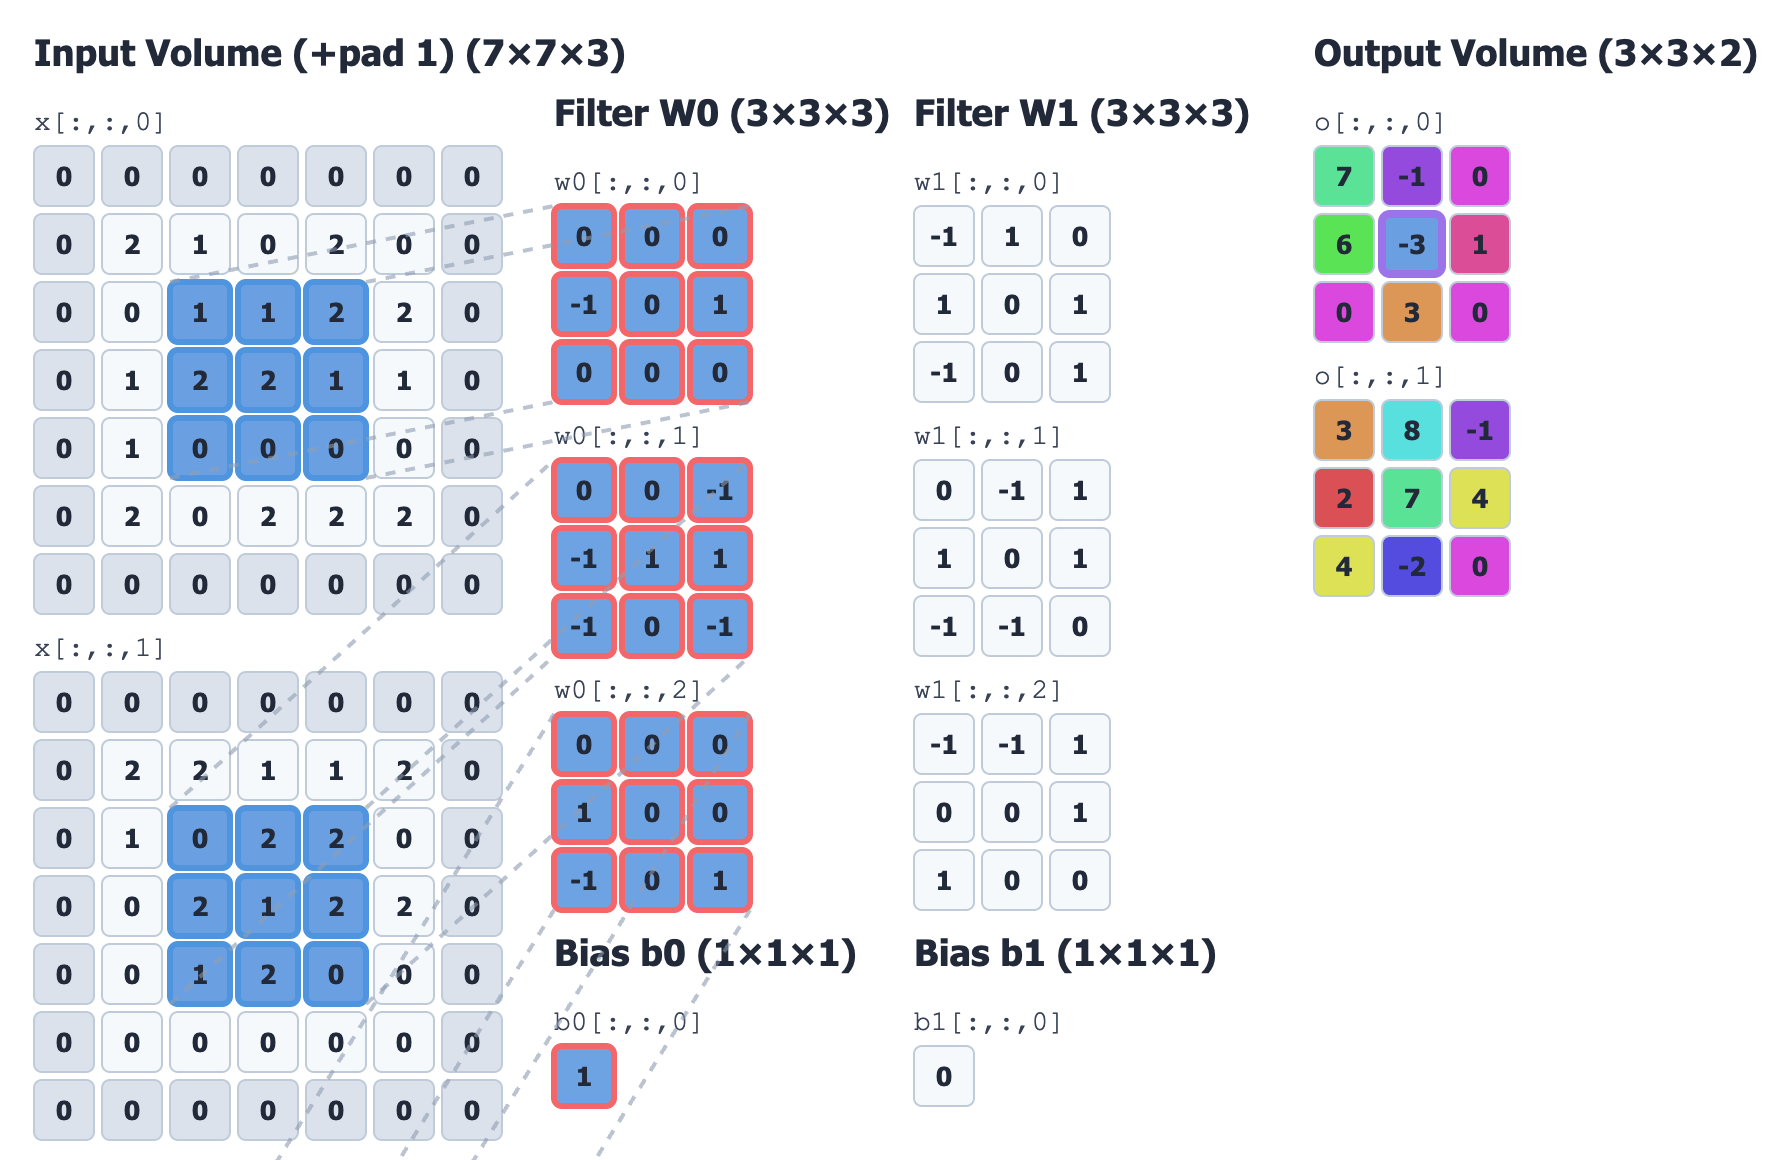 Input Volume (+pad 1) (7×7×3)
x[:,:,0]
0 0 0 0 0 0 0
0 2 1 0 2 0 0
0 0 1 1 2 2 0
0 1 2 2 1 1 0
0 1 0 0 0 0 0
0 2 0 2 2 2 0
0 0 0 0 0 0 0
x[:,:,1]
0 0 0 0 0 0 0
0 2 2 1 1 2 0
0 1 0 2 2 0 0
0 0 2 1 2 2 0
0 0 1 2 0 0 0
0 0 0 0 0 0 0
0 0 0 0 0 0 0
Filter W0 (3×3×3)
w0[:,:,0]
0 0 0
-1 0 1
0 0 0
w0[:,:,1]
0 0 -1
-1 1 1
-1 0 -1
w0[:,:,2]
0 0 0
1 0 0
-1 0 1
Bias b0 (1×1×1)
b0[:,:,0]
1
Filter W1 (3×3×3)
w1[:,:,0]
-1 1 0
1 0 1
-1 0 1
w1[:,:,1]
0 -1 1
1 0 1
-1 -1 0
w1[:,:,2]
-1 -1 1
0 0 1
1 0 0
Bias b1 (1×1×1)
b1[:,:,0]
0
Output Volume (3×3×2)
o[:,:,0]
7 -1 0
6 -3 1
0 3 0
o[:,:,1]
3 8 -1
2 7 4
4 -2 0